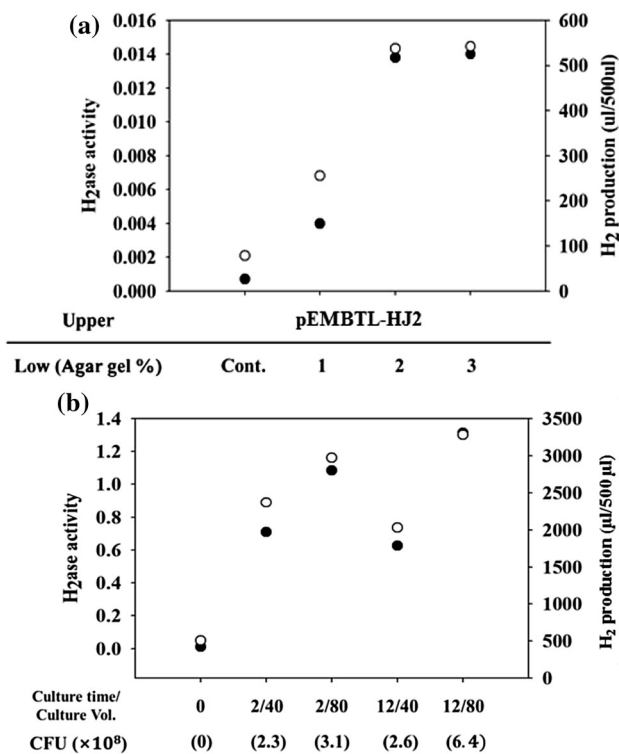 (a)
0.016
0.014
0.012
0.010
0.008
0.006
0.004
0.002
0.000
H₂ase activity
600
500
400
300
200
100
0
H₂ production (ul/500ul)
Upper pEMBTL-HJ2
Low (Agar gel %) Cont. 1 2 3
(b)
1.4
1.2
1.0
0.8
0.6
0.4
0.2
0.0
H₂ase activity
3500
3000
2500
2000
1500
1000
500
0
H₂ production (µl/500 µl)
Culture time/
Culture Vol.
0 2/40 2/80 12/40 12/80
CFU (×10⁸) (0) (2.3) (3.1) (2.6) (6. 4)